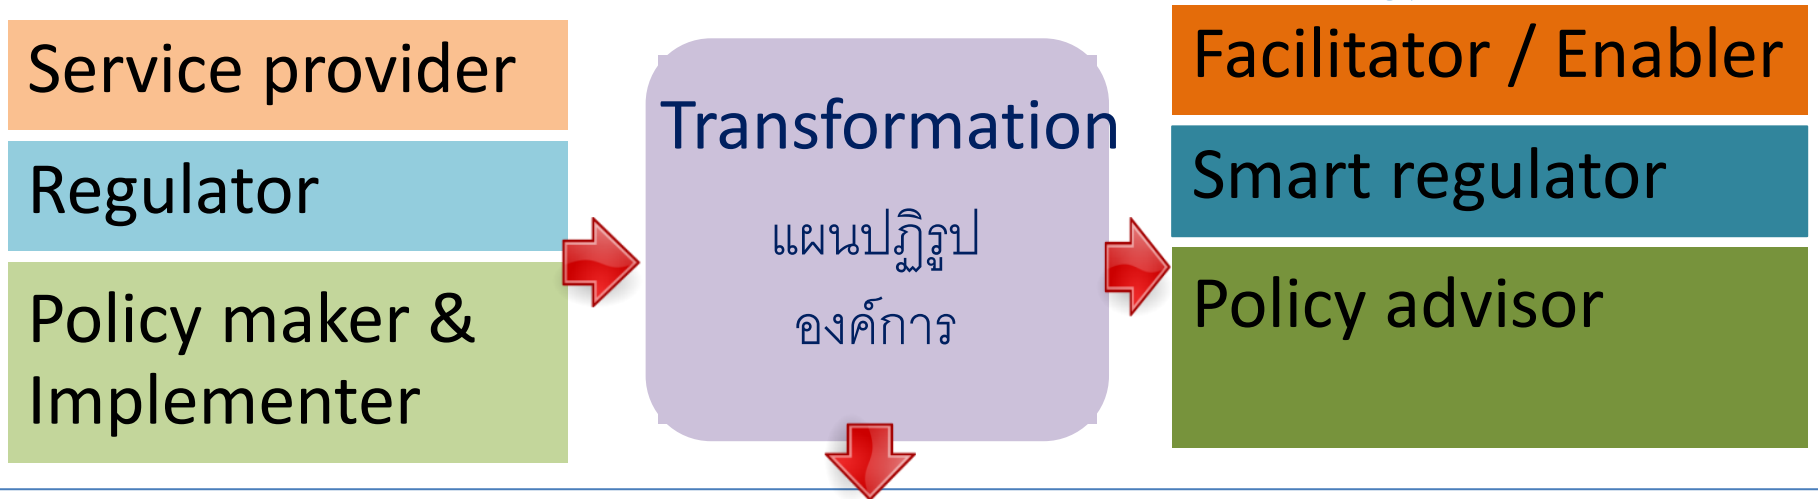 Service provider
Regulator
Policy maker &
Implementer
Transformation
แผนปฏิรูป
องค์การ
Facilitator / Enabler
Smart regulator
Policy advisor